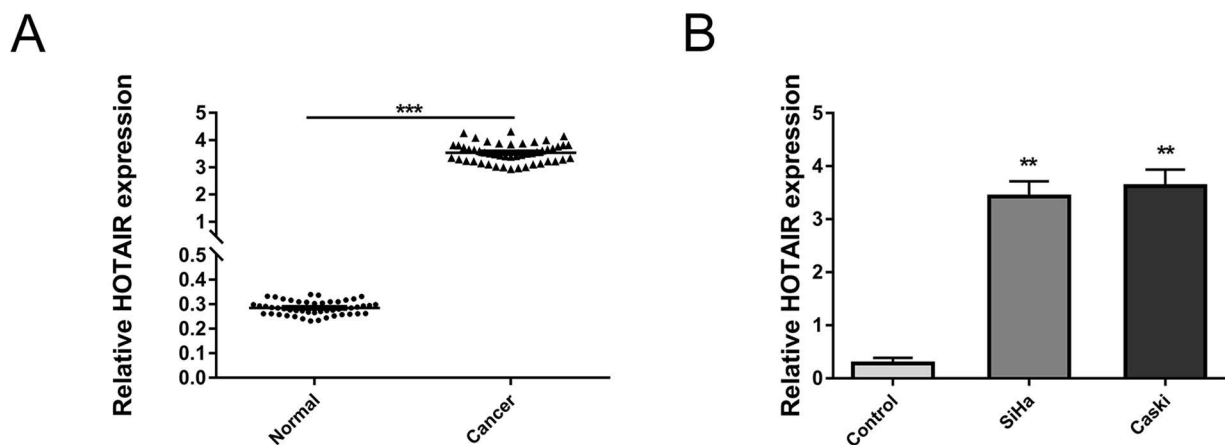 A
Relative HOTAIR expression
5
4
3
2
1
0.5
0.4
0.3
0.2
0.1
0.0
***
Normal
Cancer
B
Relative HOTAIR expression
5
4
3
2
1
0
**
**
Control
SiHa
Caski